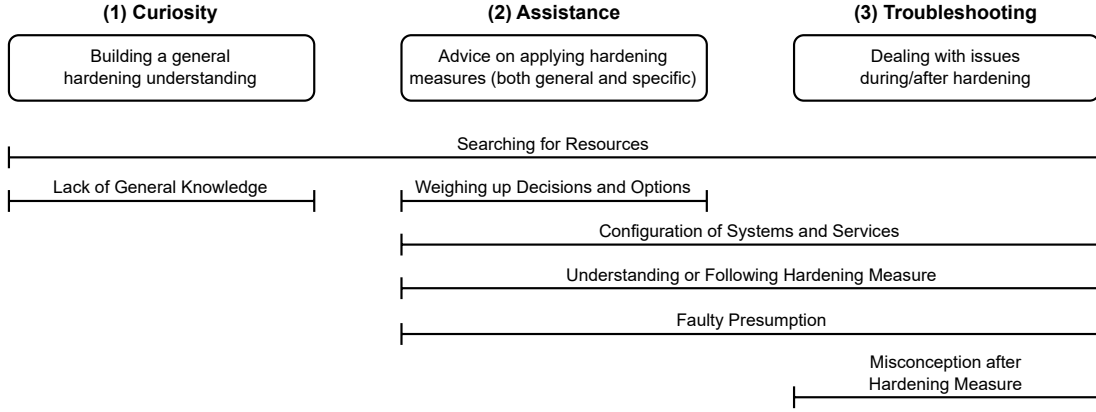 (1) Curiosity
(2) Assistance
(3) Troubleshooting
Building a general
hardening understanding
Advice on applying hardening
measures (both general and specific)
Dealing with issues
during/after hardening
Searching for Resources
Lack of General Knowledge
Weighing up Decisions and Options
Configuration of Systems and Services
Understanding or Following Hardening Measure
Faulty Presumption
Misconception after
Hardening Measure